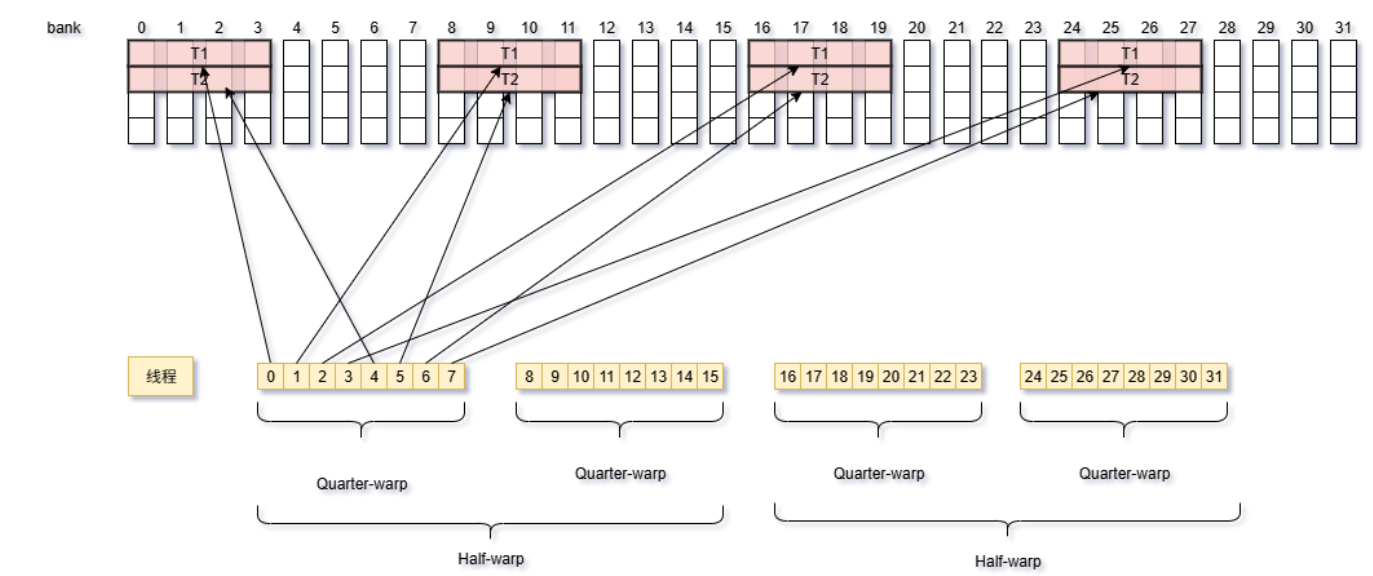 bank 0 1 2 3 4 5 6 7 8 9 10 11 12 13 14 15 16 17 18 19 20 21 22 23 24 25 26 27 28 29 30 31
T1 T1 T1 T1
T2 T2 T2 T2
线程 0 1 2 3 4 5 6 7 8 9 10 11 12 13 14 15 16 17 18 19 20 21 22 23 24 25 26 27 28 29 30 31
Quarter-warp Quarter-warp Quarter-warp Quarter-warp
Half-warp Half-warp